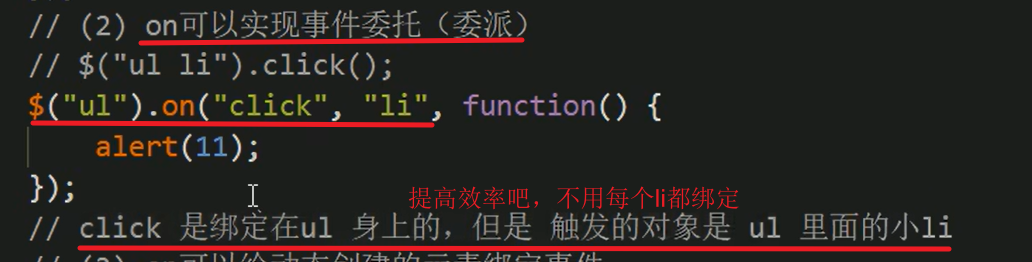 // (2) on可以实现事件委托（委派）
// $("ul li").click();
$("ul").on("click", "li", function() {
alert(11);
});
提高效率吧，不用每个li都绑定
// click 是绑定在ul 身上的，但是 触发的对象是 ul 里面的小li
// (3) on可以给动态创建的元素绑定事件